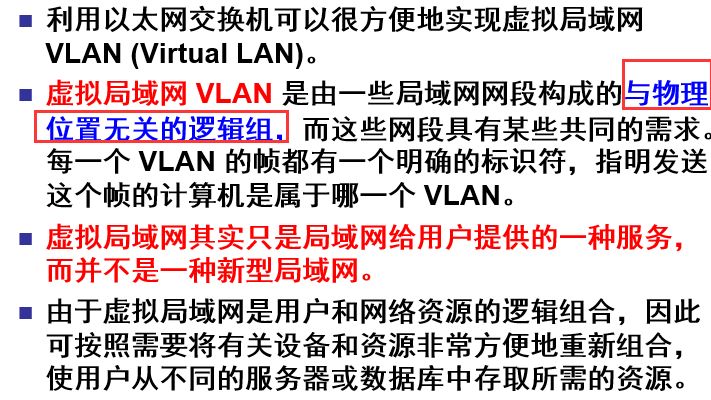 利用以太网交换机可以很方便地实现虚拟局域网
VLAN (Virtual LAN)。
虚拟局域网 VLAN 是由一些局域网网段构成的与物理
位置无关的逻辑组，而这些网段具有某些共同的需求。
每一个 VLAN 的帧都有一个明确的标识符，指明发送
这个帧的计算机是属于哪一个 VLAN。
虚拟局域网其实只是局域网给用户提供的一种服务，
而并不是一种新型局域网。
由于虚拟局域网是用户和网络资源的逻辑组合，因此
可按照需要将有关设备和资源非常方便地重新组合，
使用户从不同的服务器或数据库中存取所需的资源。